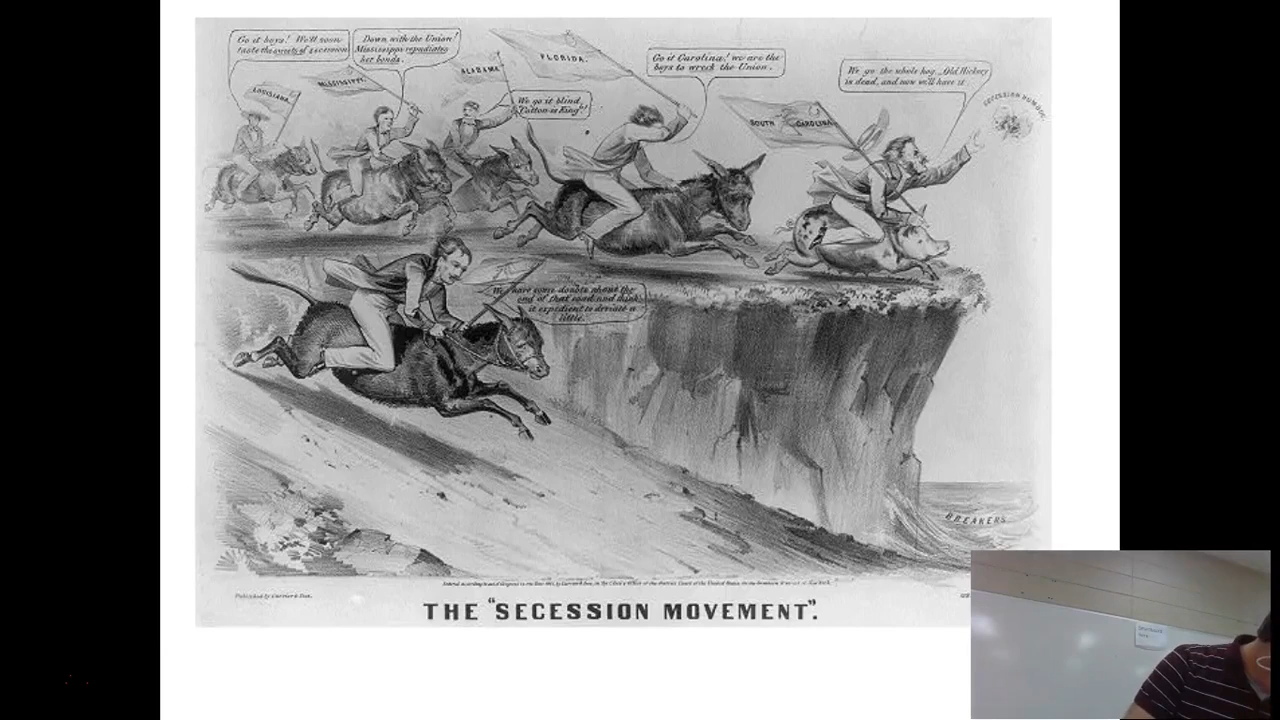 Go it boys! We'll soon
taste the sweets of secession
Down with the Union!
Mississippi repudiates
her bonds.
LOUISIANA.
MISSISSIPPI.
ALABAMA
We go it blind,
"Cotton is King"!
FLORIDA.
Go it Carolina! we are the
boys to wreck the Union.
SOUTH CAROLINA
We go the whole hog. Old Hickory
is dead, and now we'll have it
SECESSION HUMBUG
We have some doubts about the
end of that road and think
it expedient to deviate a
little.
BREAKERS
Published by Currier & Ives.
THE "SECESSION MOVEMENT".